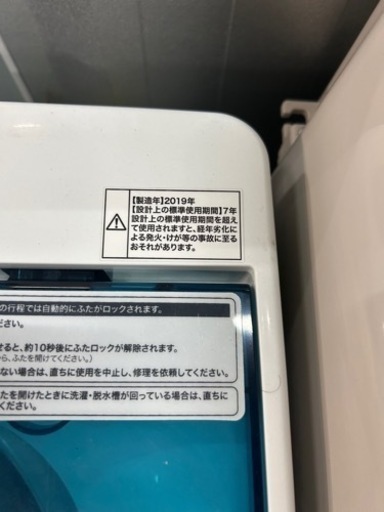 【製造年】2019年
【設計上の標準使用期間】7年
設計上の標準使用期間を超え
て使用されますと、経年劣化に
よる発火・けが等の事故に至る
おそれがあります。
の行程では自動的にふたがロックされます。
ださい。
せると、約10秒後にふたロックが解除されます。
から、ふたを開けてください。)
ない場合は、直ちに使用を中止し、修理を依頼してください。
たを開けたときに洗濯・脱水槽が回っている場合は、直ちに
ください。